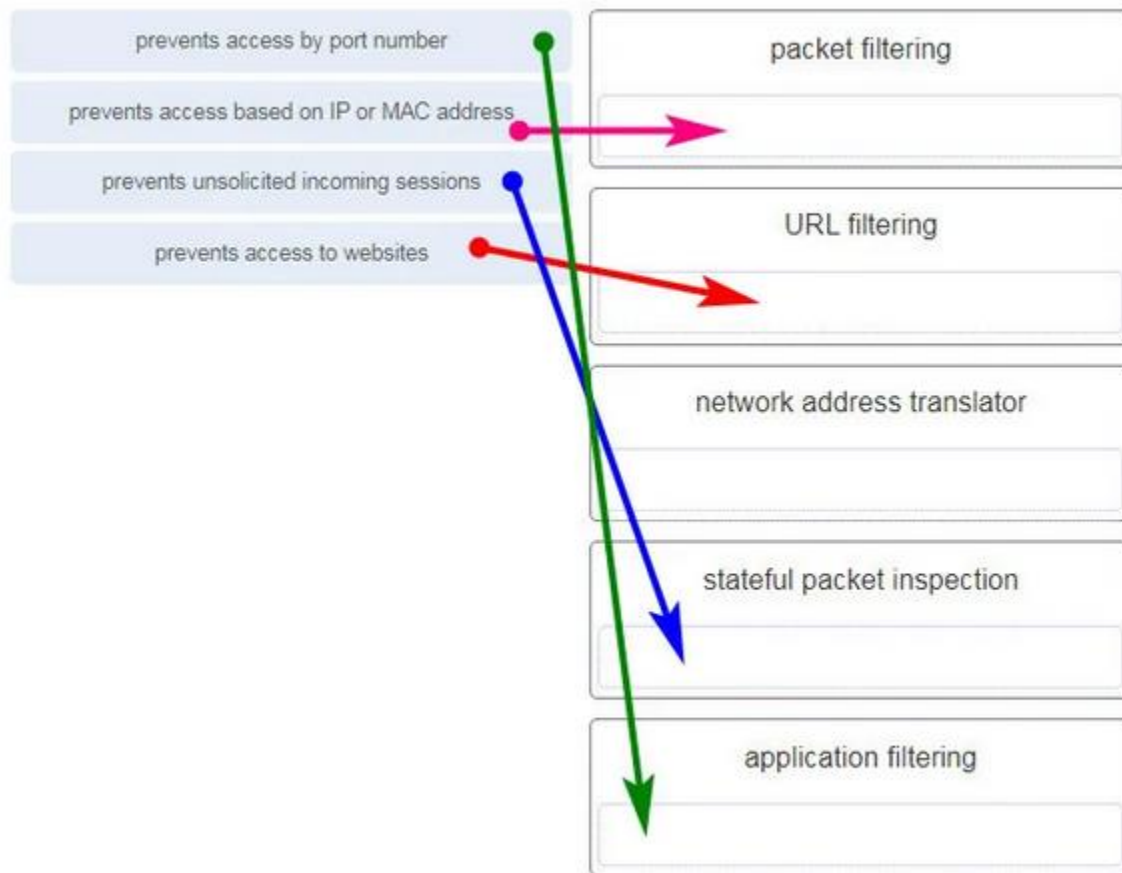 prevents access by port number
prevents access based on IP or MAC address
prevents unsolicited incoming sessions
prevents access to websites
packet filtering
URL filtering
network address translator
stateful packet inspection
application filtering